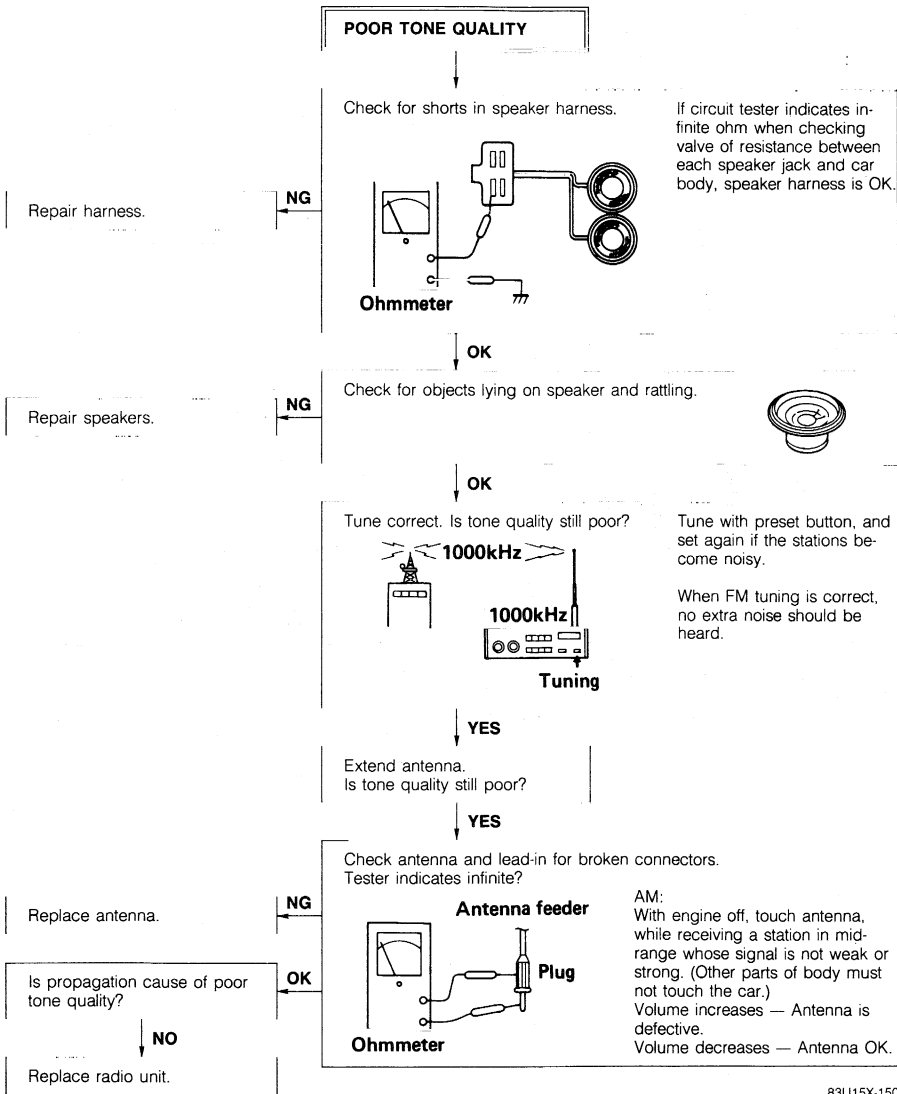 POOR TONE QUALITY
Check for shorts in speaker harness.
If circuit tester indicates in-
finite ohm when checking
valve of resistance between
each speaker jack and car
body, speaker harness is OK.
NG
Repair harness.
Ohmmeter
OK
Check for objects lying on speaker and rattling.
NG
Repair speakers.
OK
Tune correct. Is tone quality still poor?
Tune with preset button, and
set again if the stations be-
come noisy.
When FM tuning is correct,
no extra noise should be
heard.
1000kHz
1000kHz
Tuning
YES
Extend antenna.
Is tone quality still poor?
YES
Check antenna and lead-in for broken connectors.
Tester indicates infinite?
NG
Replace antenna.
Antenna feeder
Plug
Ohmmeter
AM:
With engine off, touch antenna,
while receiving a station in mid-
range whose signal is not weak or
strong. (Other parts of body must
not touch the car.)
Volume increases — Antenna is
defective.
Volume decreases — Antenna OK.
OK
Is propagation cause of poor
tone quality?
NO
Replace radio unit.
83U15X-150